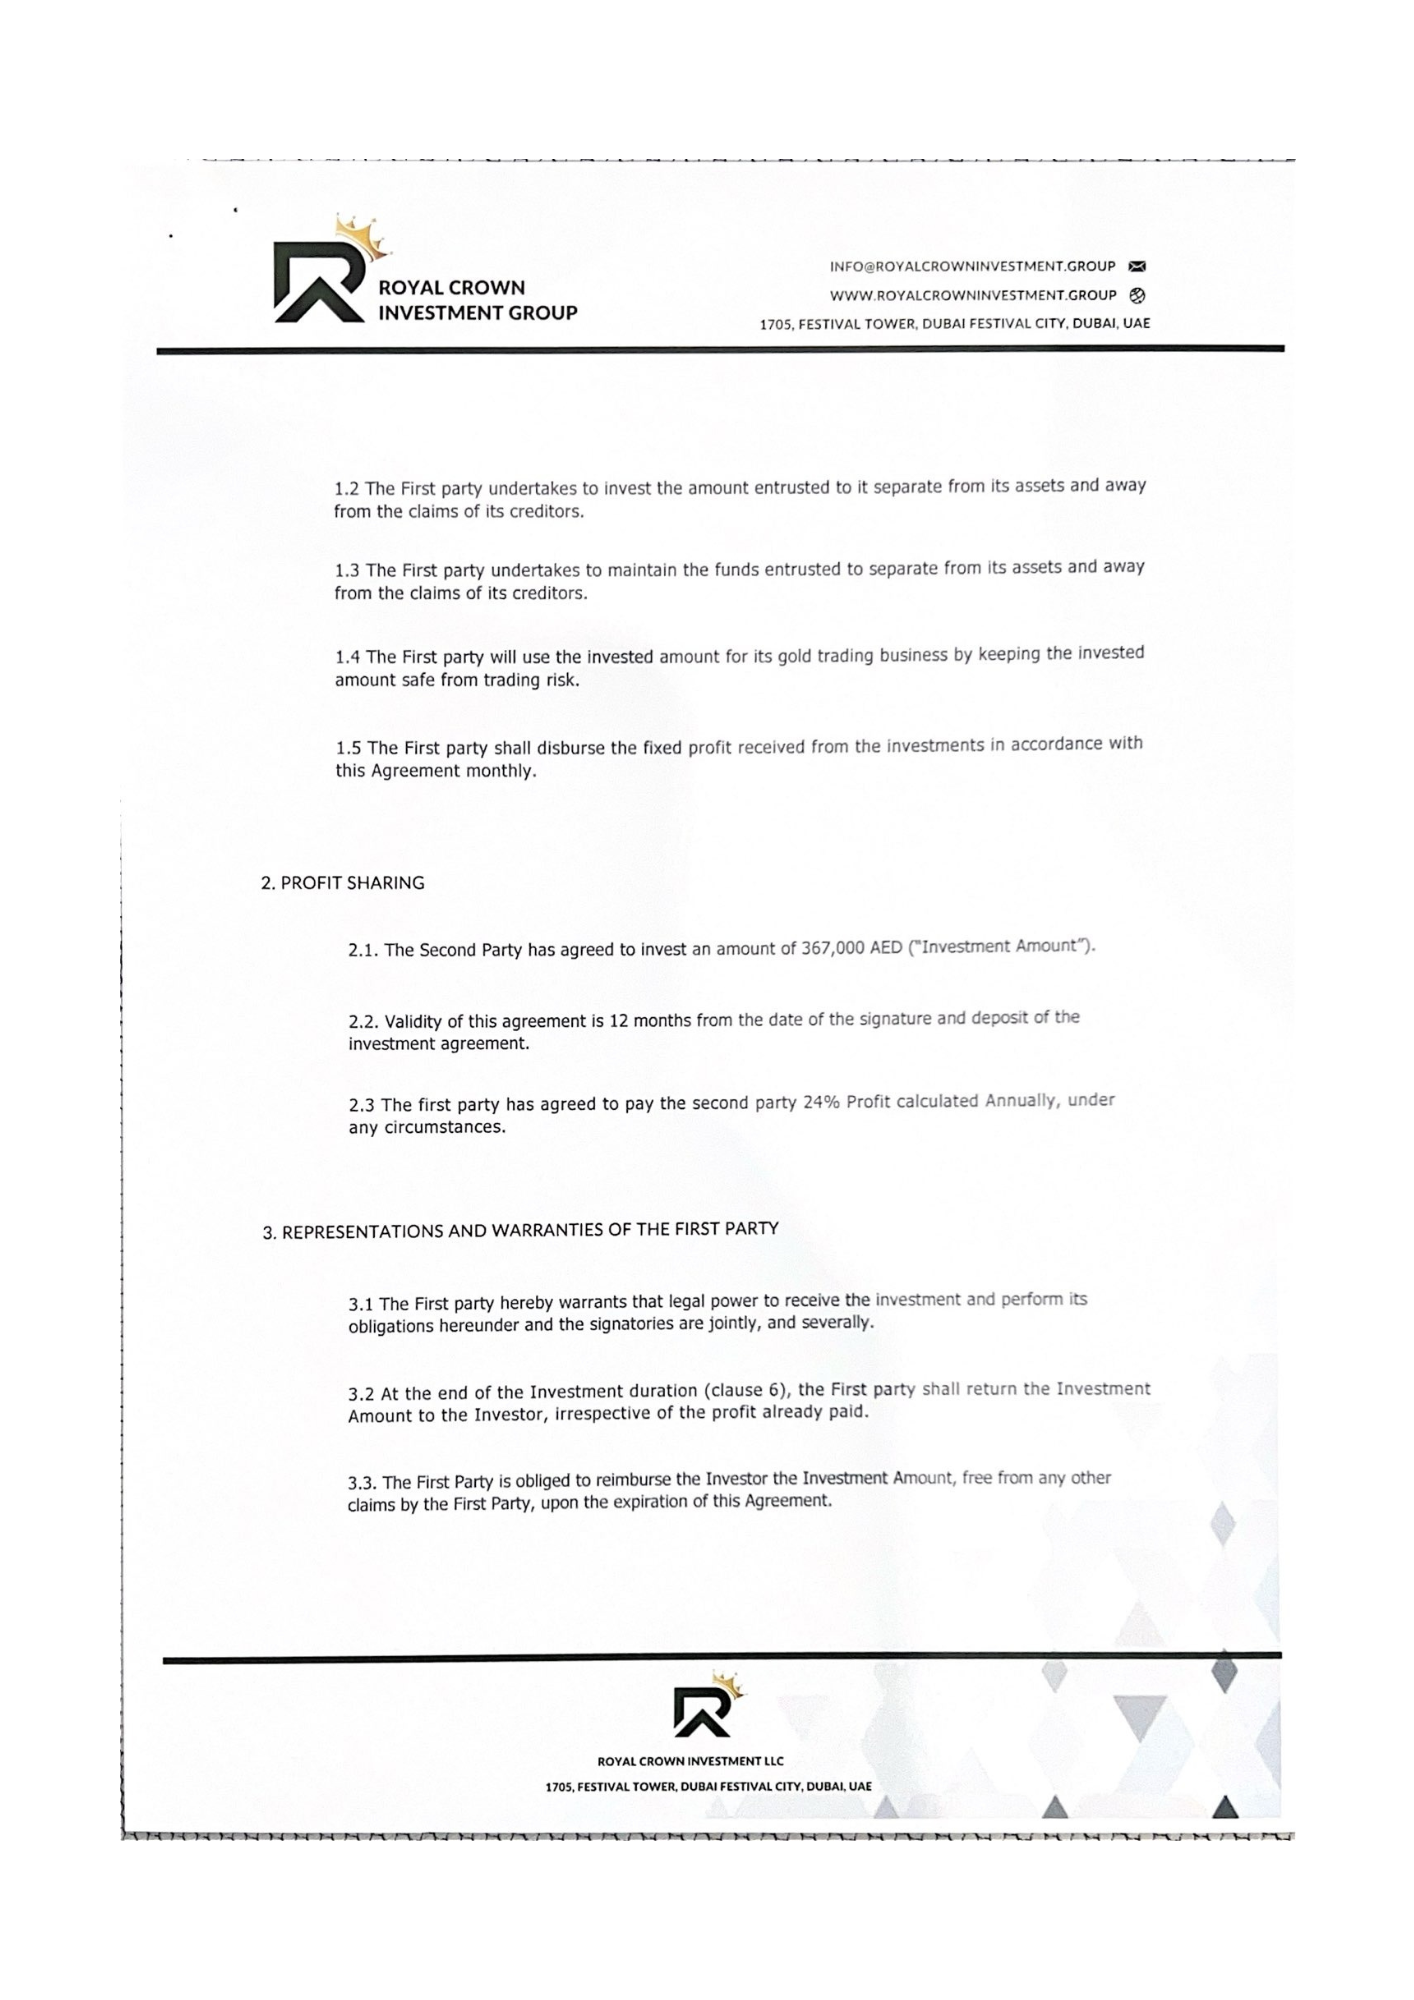 ROYAL CROWN
INVESTMENT GROUP
INFO@ROYALCROWNINVESTMENT.GROUP
WWW.ROYALCROWNINVESTMENT.GROUP
1705, FESTIVAL TOWER, DUBAI FESTIVAL CITY, DUBAI, UAE
1.2 The First party undertakes to invest the amount entrusted to it separate from its assets and away
from the claims of its creditors.
1.3 The First party undertakes to maintain the funds entrusted to separate from its assets and away
from the claims of its creditors.
1.4 The First party will use the invested amount for its gold trading business by keeping the invested
amount safe from trading risk.
1.5 The First party shall disburse the fixed profit received from the investments in accordance with
this Agreement monthly.
2. PROFIT SHARING
2.1. The Second Party has agreed to invest an amount of 367,000 AED ("Investment Amount").
2.2. Validity of this agreement is 12 months from the date of the signature and deposit of the
investment agreement.
2.3 The first party has agreed to pay the second party 24% Profit calculated Annually, under
any circumstances.
3. REPRESENTATIONS AND WARRANTIES OF THE FIRST PARTY
3.1 The First party hereby warrants that legal power to receive the investment and perform its
obligations hereunder and the signatories are jointly, and severally.
3.2 At the end of the Investment duration (clause 6), the First party shall return the Investment
Amount to the Investor, irrespective of the profit already paid.
3.3. The First Party is obliged to reimburse the Investor the Investment Amount, free from any other
claims by the First Party, upon the expiration of this Agreement.
ROYAL CROWN INVESTMENT LLC
1705, FESTIVAL TOWER, DUBAI FESTIVAL CITY, DUBAI, UAE